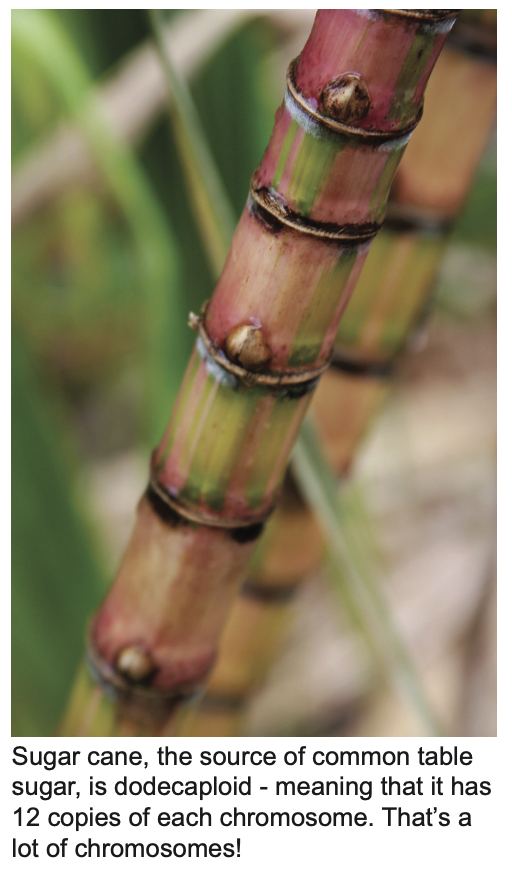 Sugar cane, the source of common table
sugar, is dodecaploid - meaning that it has
12 copies of each chromosome. That’s a
lot of chromosomes!